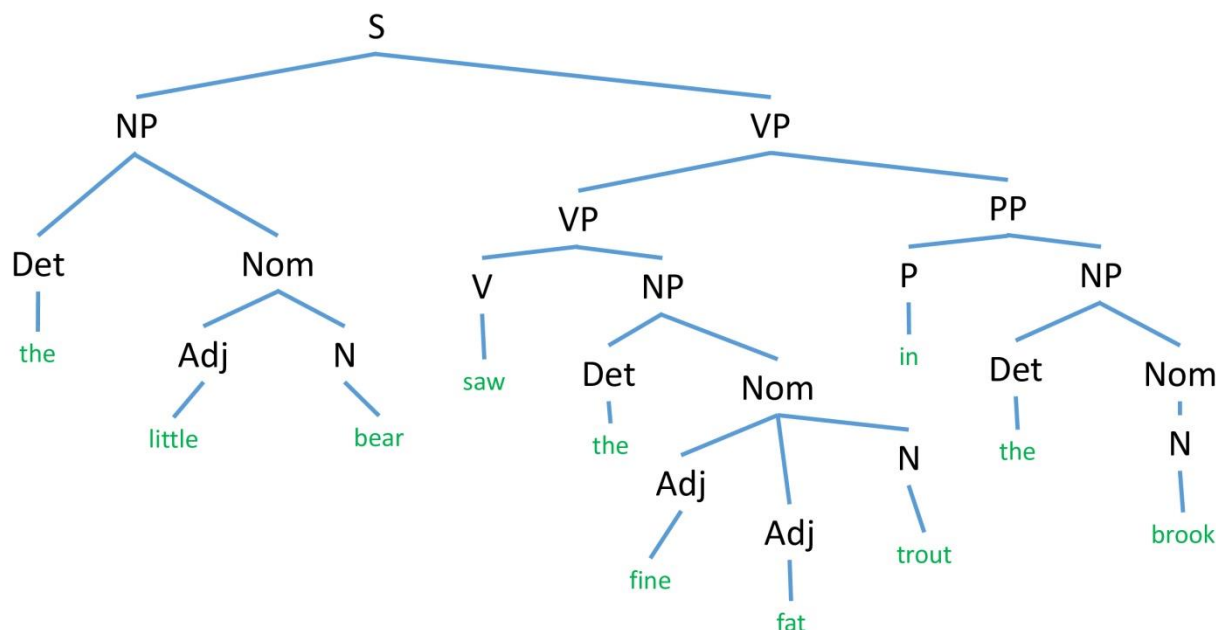 S
NP VP
VP PP
Det Nom V NP P NP
the Adj N saw Det Nom in Det Nom
little bear the Adj N the N
fine Adj trout brook
fat